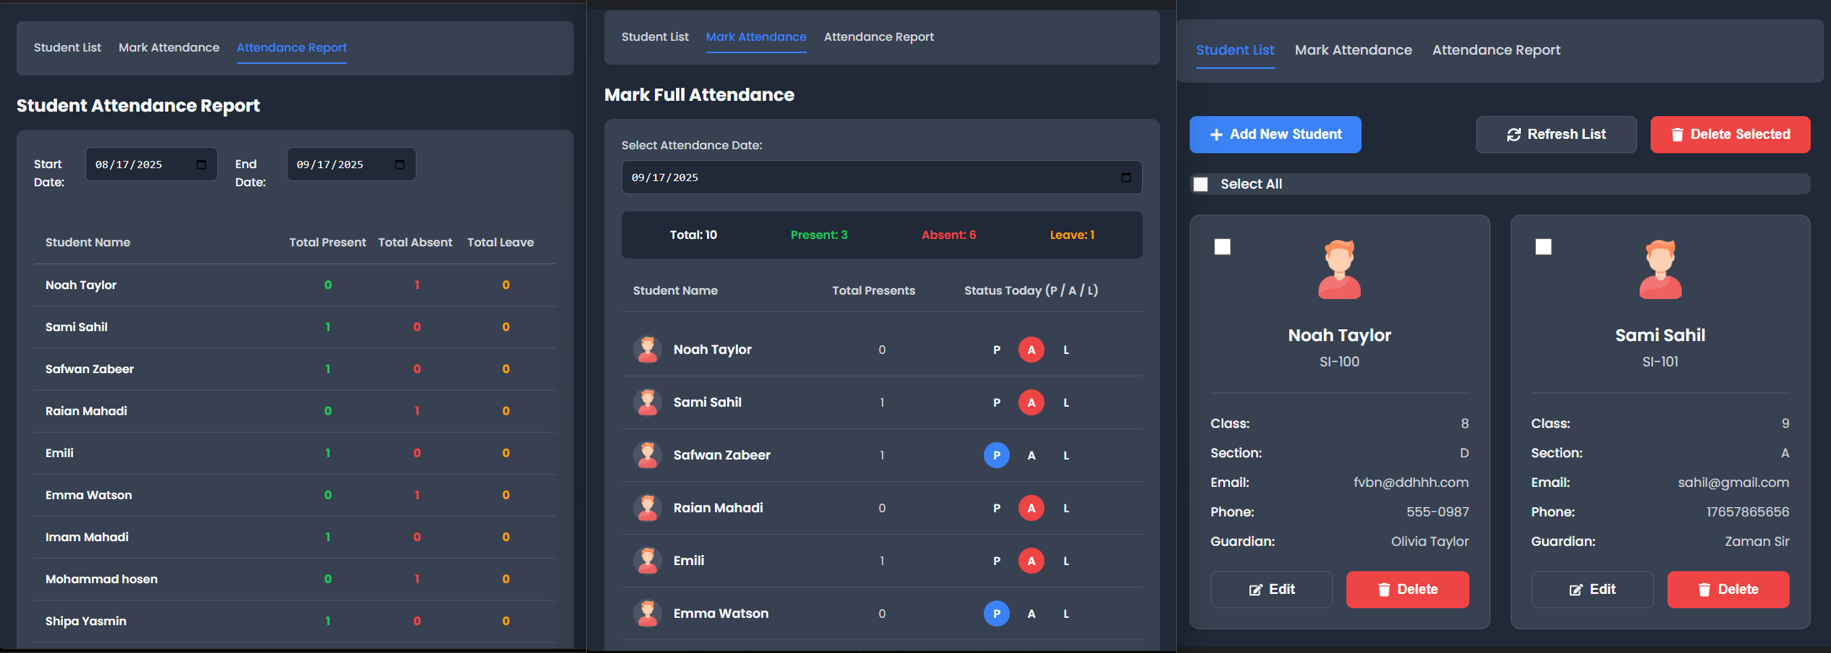 Student List Mark Attendance Attendance Report
Student Attendance Report
Start Date: 08/17/2025 End Date: 09/17/2025
Student Name Total Present Total Absent Total Leave
Noah Taylor 0 1 0
Sami Sahil 1 0 0
Safwan Zabeer 1 0 0
Raian Mahadi 0 1 0
Emili 1 0 0
Emma Watson 0 1 0
Imam Mahadi 1 0 0
Mohammad hosen 0 1 0
Shipa Yasmin 1 0 0
Student List Mark Attendance Attendance Report
Mark Full Attendance
Select Attendance Date:
09/17/2025
Total: 10 Present: 3 Absent: 6 Leave: 1
Student Name Total Presents Status Today (P / A / L)
Noah Taylor 0 P A L
Sami Sahil 1 P A L
Safwan Zabeer 1 P A L
Raian Mahadi 0 P A L
Emili 1 P A L
Emma Watson 0 P A L
Student List Mark Attendance Attendance Report
Add New Student Refresh List Delete Selected
Select All
Noah Taylor
SI-100
Class: 8
Section: D
Email: fvbn@ddhhh.com
Phone: 555-0987
Guardian: Olivia Taylor
Edit Delete
Sami Sahil
SI-101
Class: 9
Section: A
Email: sahil@gmail.com
Phone: 17657865656
Guardian: Zaman Sir
Edit Delete